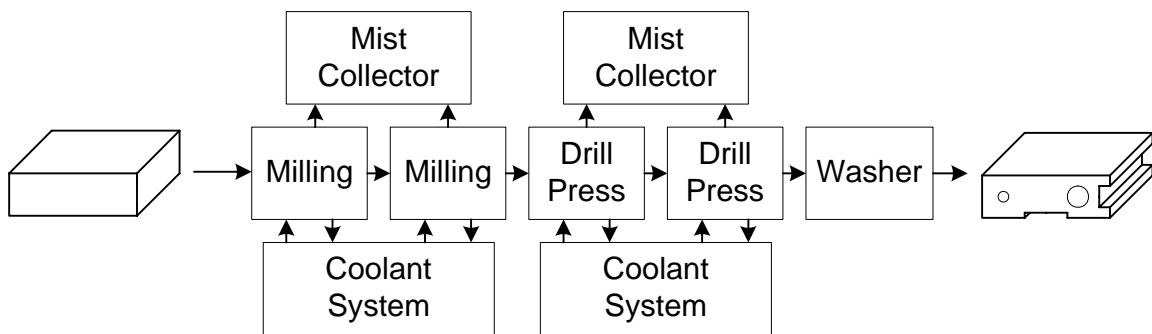 Mist
Collector
Mist
Collector
Milling
Milling
Drill
Press
Drill
Press
Washer
Coolant
System
Coolant
System